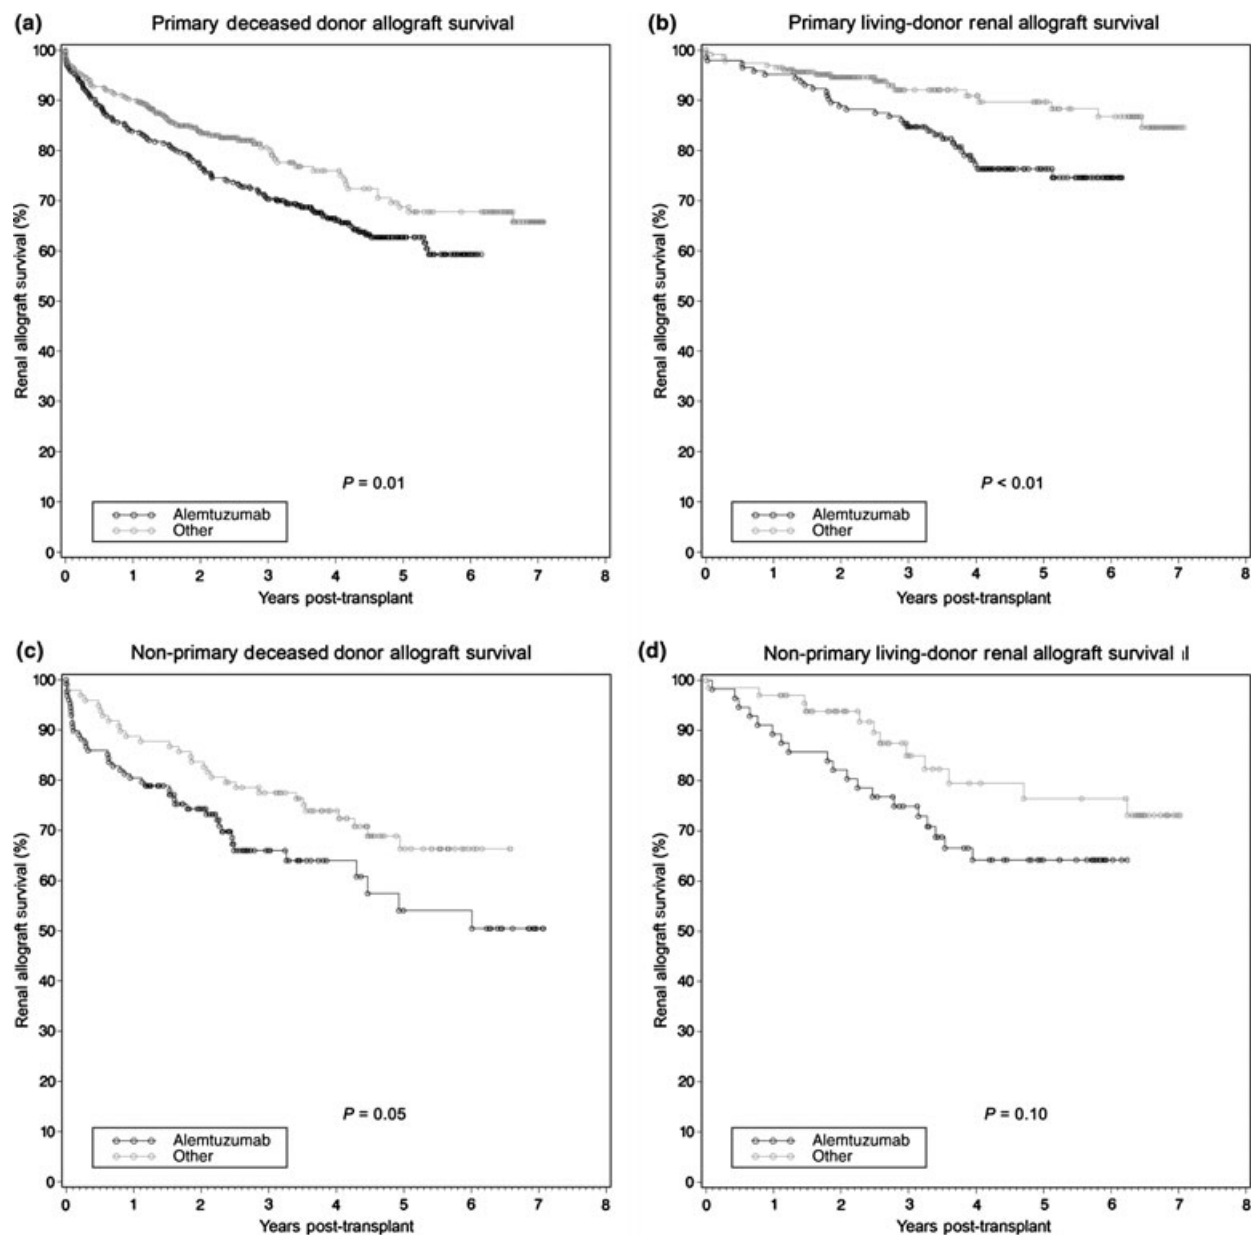 (a) Primary deceased donor allograft survival
Renal allograft survival (%)
100
90
80
70
60
50
40
30
20
10
0
P = 0.01
Alemtuzumab
Other
0 1 2 3 4 5 6 7 8
Years post-transplant
(b) Primary living-donor renal allograft survival
Renal allograft survival (%)
100
90
80
70
60
50
40
30
20
10
0
P < 0.01
Alemtuzumab
Other
0 1 2 3 4 5 6 7 8
Years post-transplant
(c) Non-primary deceased donor allograft survival
Renal allograft survival (%)
100
90
80
70
60
50
40
30
20
10
0
P = 0.05
Alemtuzumab
Other
0 1 2 3 4 5 6 7 8
Years post-transplant
(d) Non-primary living-donor renal allograft survival
Renal allograft survival (%)
100
90
80
70
60
50
40
30
20
10
0
P = 0.10
Alemtuzumab
Other
0 1 2 3 4 5 6 7 8
Years post-transplant